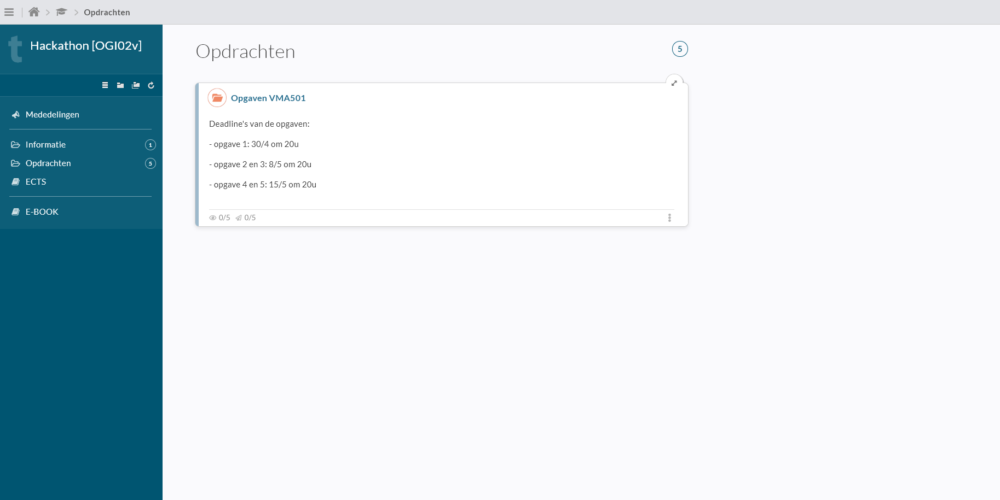 Opdrachten
t
Hackathon [OGI02v]
Mededelingen
Informatie 1
Opdrachten 5
ECTS
E-BOOK
Opdrachten 5
Opgaven VMA501
Deadline's van de opgaven:
- opgave 1: 30/4 om 20u
- opgave 2 en 3: 8/5 om 20u
- opgave 4 en 5: 15/5 om 20u
0/5 0/5